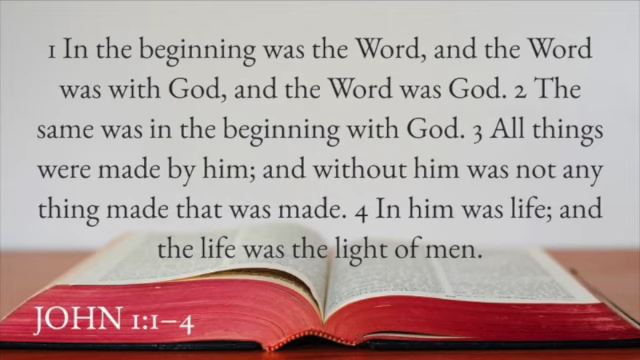 1 In the beginning was the Word, and the Word
was with God, and the Word was God. 2 The
same was in the beginning with God. 3 All things
were made by him; and without him was not any
thing made that was made. 4 In him was life; and
the life was the light of men.
JOHN 1:1–4